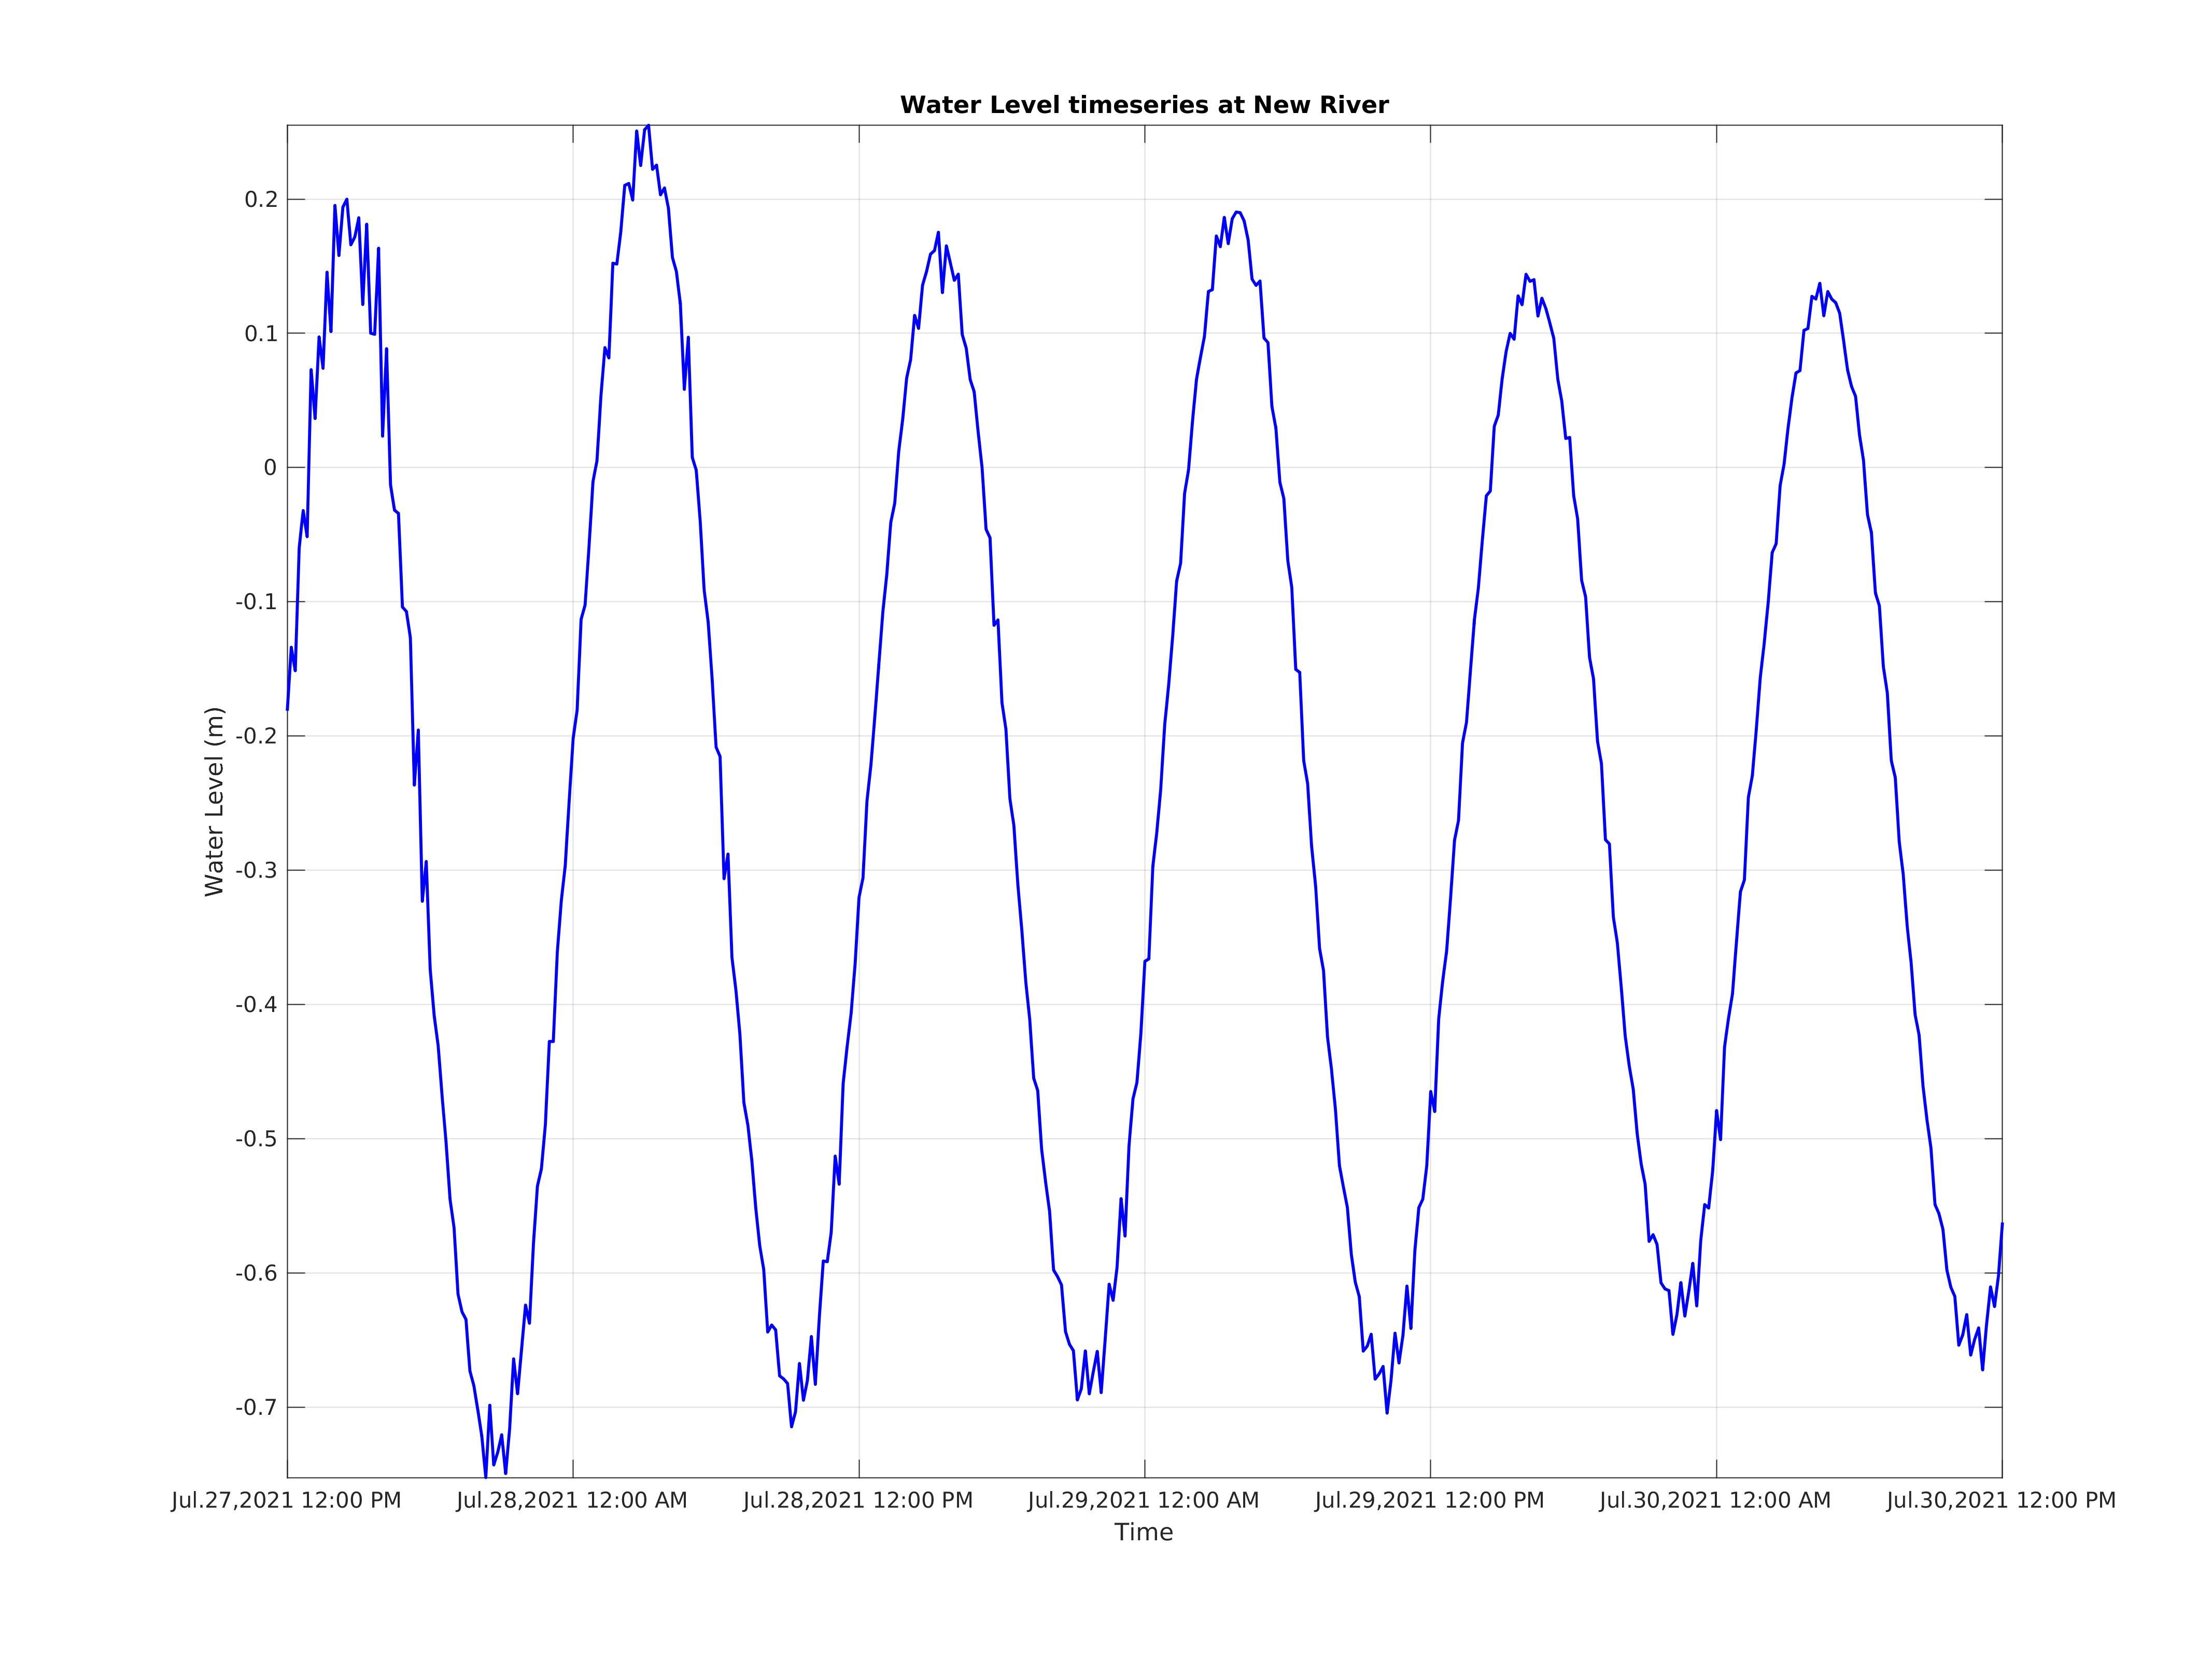 Water Level timeseries at New River
Water Level (m)
0.2
0.1
0
-0.1
-0.2
-0.3
-0.4
-0.5
-0.6
-0.7
Jul.27,2021 12:00 PM
Jul.28,2021 12:00 AM
Jul.28,2021 12:00 PM
Jul.29,2021 12:00 AM
Jul.29,2021 12:00 PM
Jul.30,2021 12:00 AM
Jul.30,2021 12:00 PM
Time